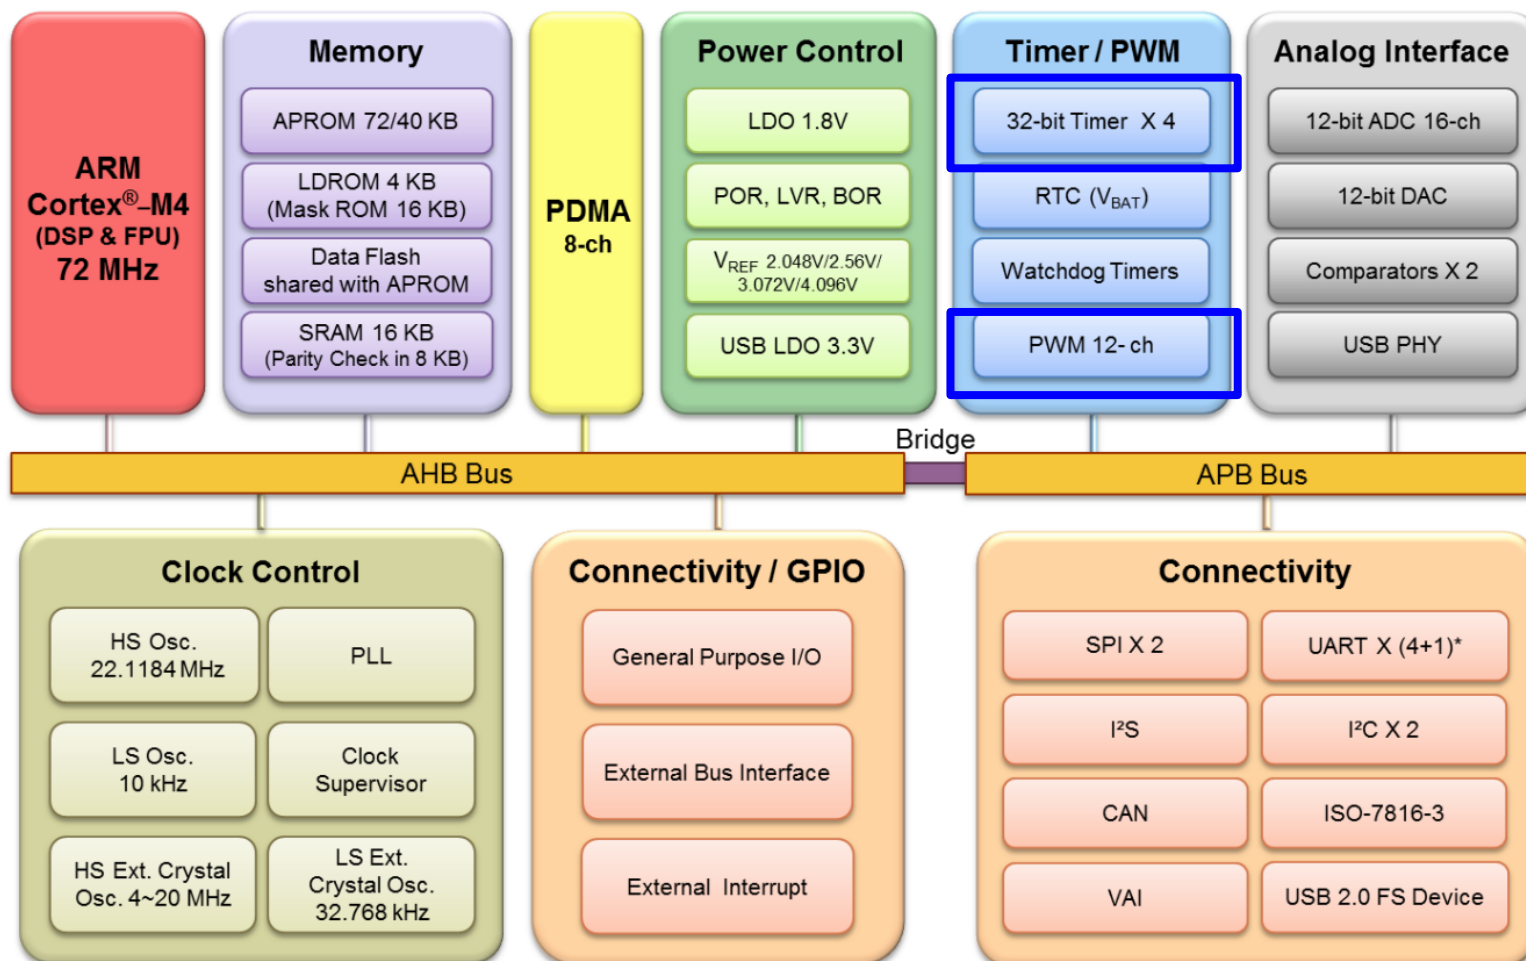 ARM
Cortex®–M4
(DSP & FPU)
72 MHz
Memory
APROM 72/40 KB
LDROM 4 KB
(Mask ROM 16 KB)
Data Flash
shared with APROM
SRAM 16 KB
(Parity Check in 8 KB)
PDMA
8-ch
Power Control
LDO 1.8V
POR, LVR, BOR
VREF 2.048V/2.56V/
3.072V/4.096V
USB LDO 3.3V
Timer / PWM
32-bit Timer X 4
RTC (VBAT)
Watchdog Timers
PWM 12- ch
Analog Interface
12-bit ADC 16-ch
12-bit DAC
Comparators X 2
USB PHY
AHB Bus
Bridge
APB Bus
Clock Control
HS Osc.
22.1184 MHz
PLL
LS Osc.
10 kHz
Clock
Supervisor
HS Ext. Crystal
Osc. 4~20 MHz
LS Ext.
Crystal Osc.
32.768 kHz
Connectivity / GPIO
General Purpose I/O
External Bus Interface
External Interrupt
Connectivity
SPI X 2
UART X (4+1)*
I²S
I²C X 2
CAN
ISO-7816-3
VAI
USB 2.0 FS Device